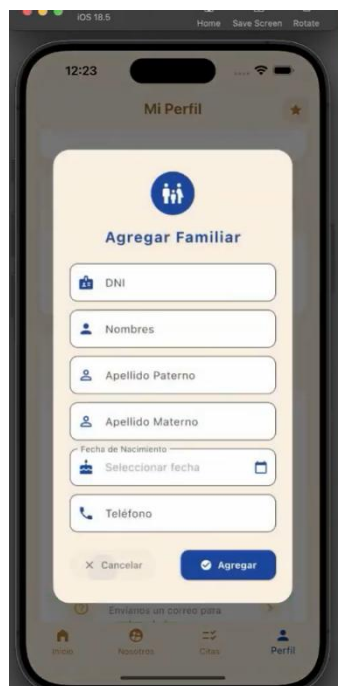 iOS 18.5
Home Save Screen Rotate
12:23
Mi Perfil
Agregar Familiar
DNI
Nombres
Apellido Paterno
Apellido Materno
Fecha de Nacimiento
Seleccionar fecha
Teléfono
Cancelar
Agregar
Envíanos un correo para
Inicio Nosotros Citas Perfil